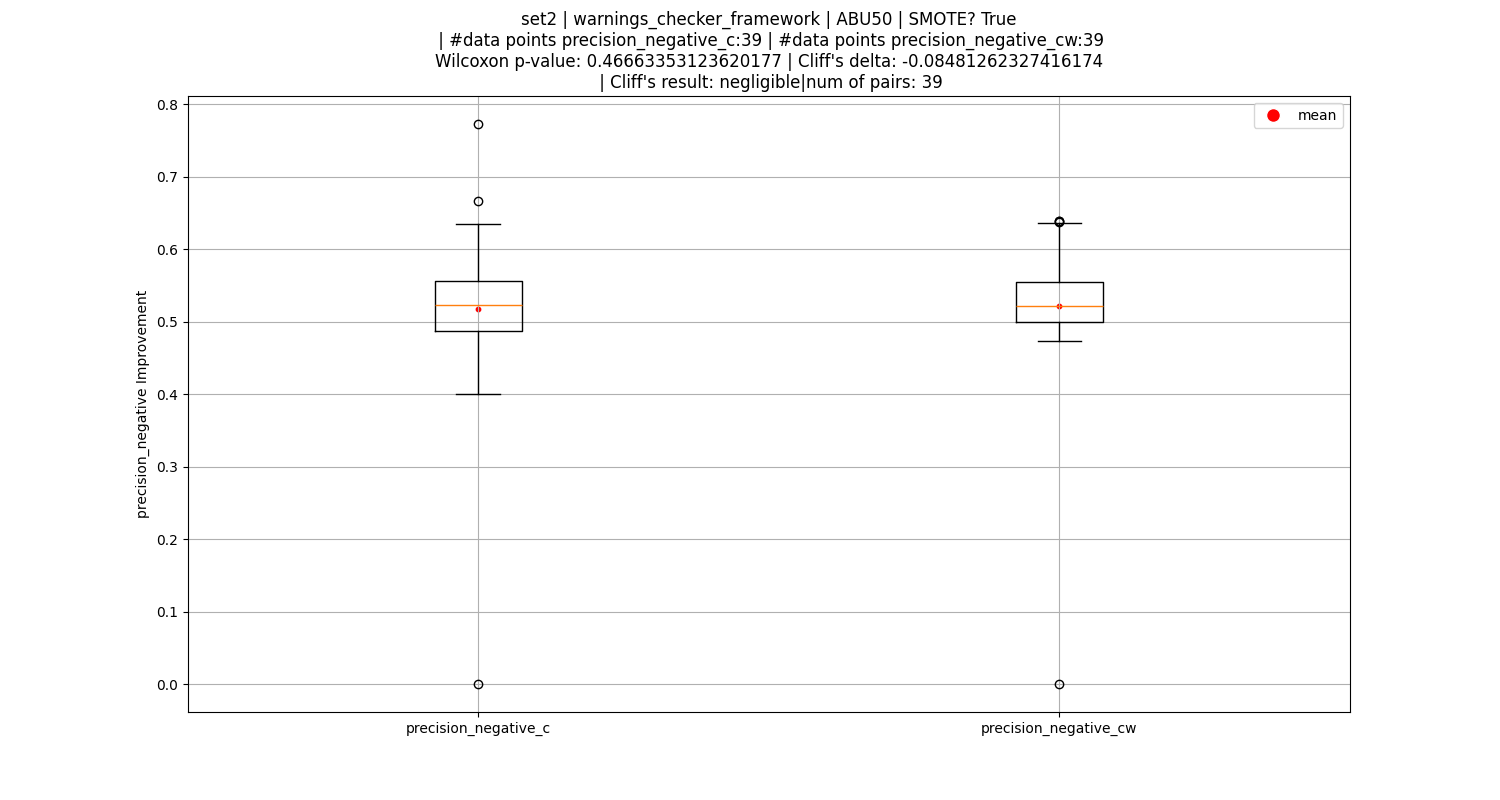 set2 | warnings_checker_framework | ABU50 | SMOTE? True
| #data points precision_negative_c:39 | #data points precision_negative_cw:39
Wilcoxon p-value: 0.46663353123620177 | Cliff's delta: -0.08481262327416174
| Cliff's result: negligible|num of pairs: 39
mean
0.8
0.7
0.6
0.5
0.4
0.3
0.2
0.1
0.0
precision_negative Improvement
precision_negative_c
precision_negative_cw